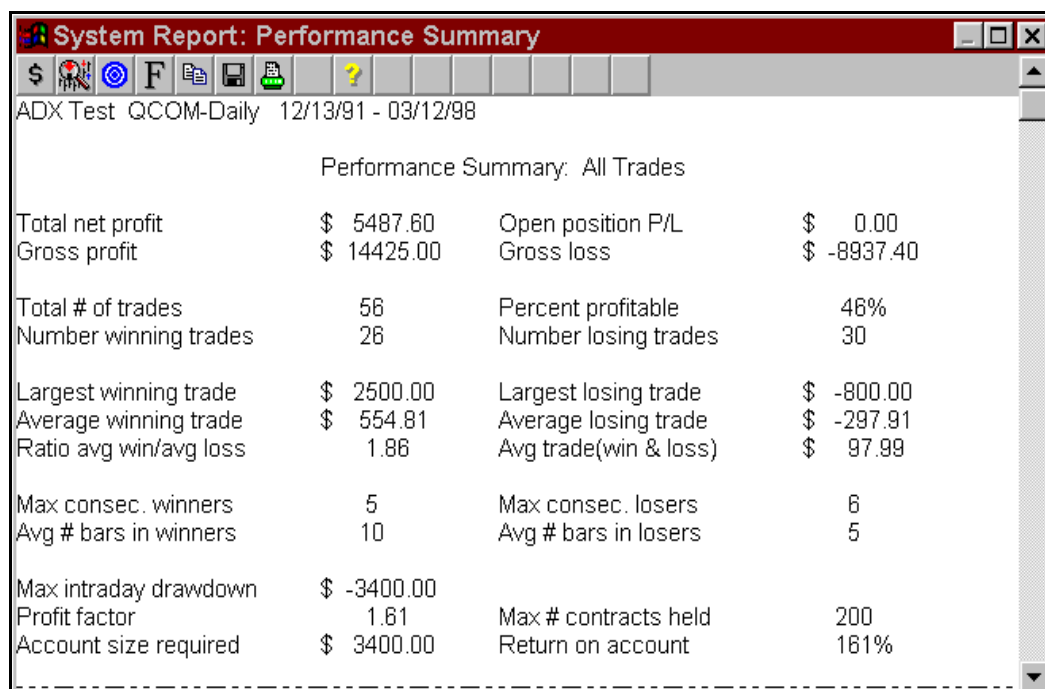 System Report: Performance Summary
$ F ?
ADX Test QCOM-Daily 12/13/91 - 03/12/98
Performance Summary: All Trades
Total net profit $ 5487.60 Open position P/L $ 0.00
Gross profit $ 14425.00 Gross loss $ -8937.40
Total # of trades 56 Percent profitable 46%
Number winning trades 26 Number losing trades 30
Largest winning trade $ 2500.00 Largest losing trade $ -800.00
Average winning trade $ 554.81 Average losing trade $ -297.91
Ratio avg win/avg loss 1.86 Avg trade(win & loss) $ 97.99
Max consec. winners 5 Max consec. losers 6
Avg # bars in winners 10 Avg # bars in losers 5
Max intraday drawdown $ -3400.00
Profit factor 1.61 Max # contracts held 200
Account size required $ 3400.00 Return on account 161%